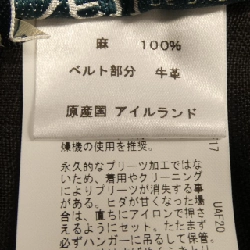 麻 100%
ベルト部分 牛革
原産国 アイルランド
燥機の使用を推奨。
永久的なプリーツ加工ではな
いため、着用やクリーニング
によりプリーツが消失する事
がある。ヒダが甘くなった場
合は、直ちにアイロンで押さ
えるようにセット。たたまず
必ずハンガーに吊るして保管。
17
U4120